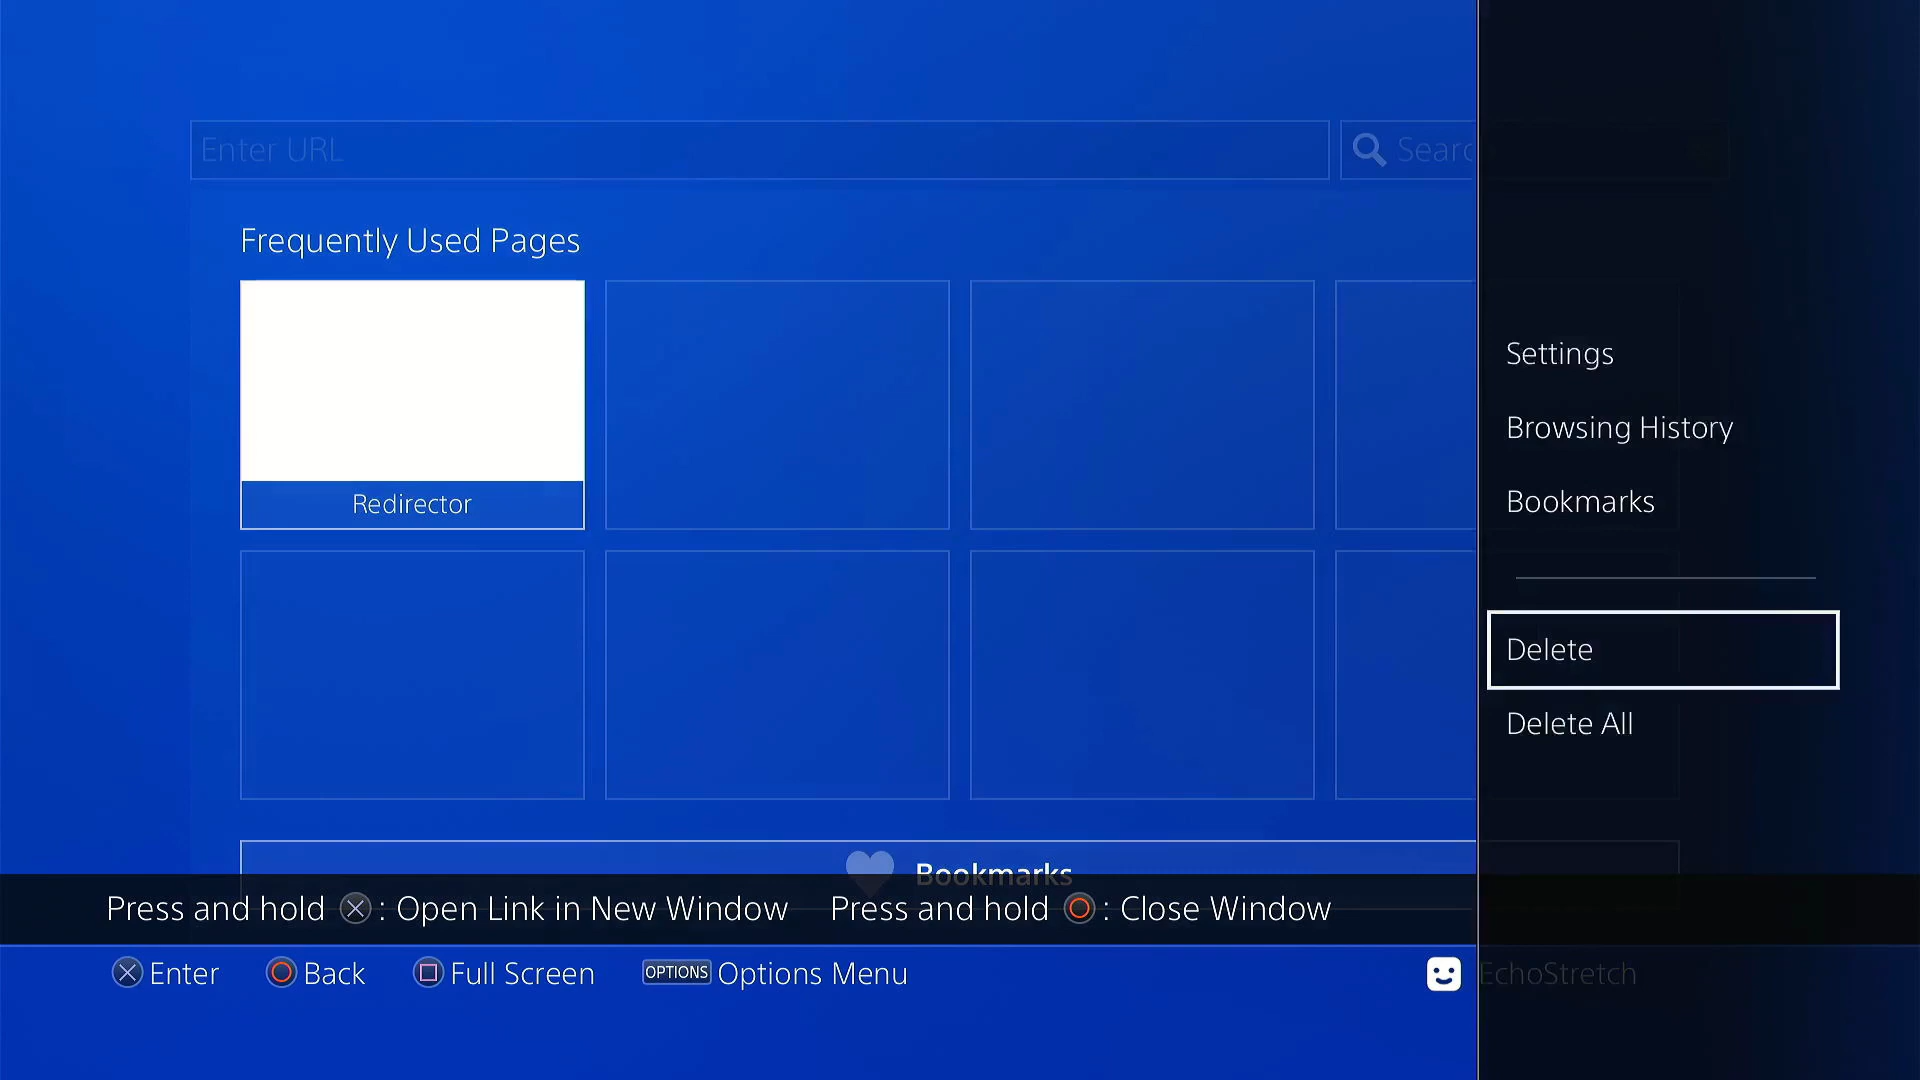 Enter URL
Searc
Frequently Used Pages
Redirector
Settings
Browsing History
Bookmarks
Delete
Delete All
Bookmarks
Press and hold : Open Link in New Window Press and hold : Close Window
Enter Back Full Screen OPTIONS Options Menu
EchoStretch